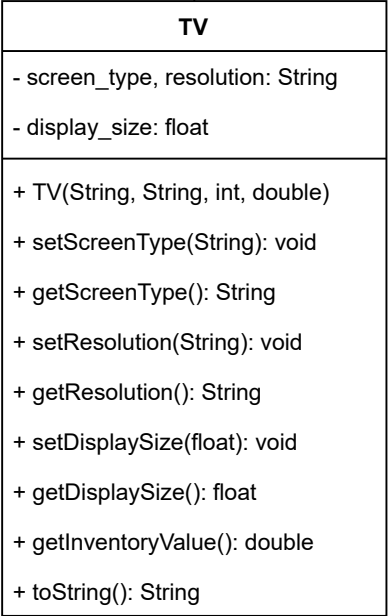 TV
- screen_type, resolution: String
- display_size: float
+ TV(String, String, int, double)
+ setScreenType(String): void
+ getScreenType(): String
+ setResolution(String): void
+ getResolution(): String
+ setDisplaySize(float): void
+ getDisplaySize(): float
+ getInventoryValue(): double
+ toString(): String